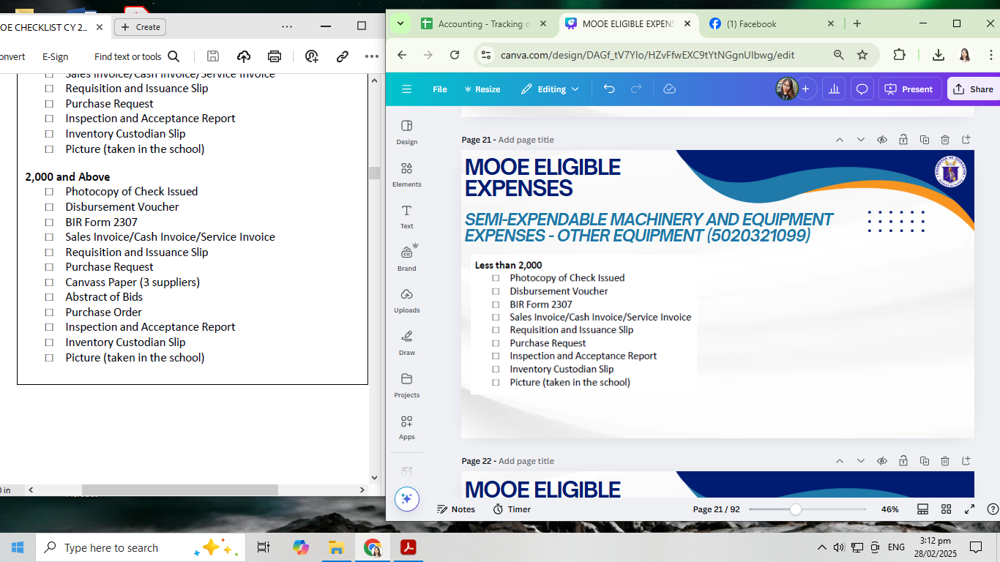 OE CHECKLIST CY 2...
Create
onvert
E-Sign
Find text or tools
Sales Invoice/Cash Invoice/Service Invoice
Requisition and Issuance Slip
Purchase Request
Inspection and Acceptance Report
Inventory Custodian Slip
Picture (taken in the school)
2,000 and Above
Photocopy of Check Issued
Disbursement Voucher
BIR Form 2307
Sales Invoice/Cash Invoice/Service Invoice
Requisition and Issuance Slip
Purchase Request
Canvass Paper (3 suppliers)
Abstract of Bids
Purchase Order
Inspection and Acceptance Report
Inventory Custodian Slip
Picture (taken in the school)
0 in
Accounting - Tracking o
MOOE ELIGIBLE EXPENS
(1) Facebook
canva.com/design/DAGf_tV7YIo/HZvFfwEXC9tYtNGgnUIbwg/edit
File
Resize
Editing
Present
Share
Design
Elements
Text
Brand
Uploads
Draw
Projects
Apps
Page 21 - Add page title
MOOE ELIGIBLE
EXPENSES
SEMI-EXPENDABLE MACHINERY AND EQUIPMENT
EXPENSES - OTHER EQUIPMENT (5020321099)
Less than 2,000
Photocopy of Check Issued
Disbursement Voucher
BIR Form 2307
Sales Invoice/Cash Invoice/Service Invoice
Requisition and Issuance Slip
Purchase Request
Inspection and Acceptance Report
Inventory Custodian Slip
Picture (taken in the school)
Page 22 - Add page title
MOOE ELIGIBLE
Notes
Timer
Page 21 / 92
46%
Type here to search
ENG
3:12 pm
28/02/2025